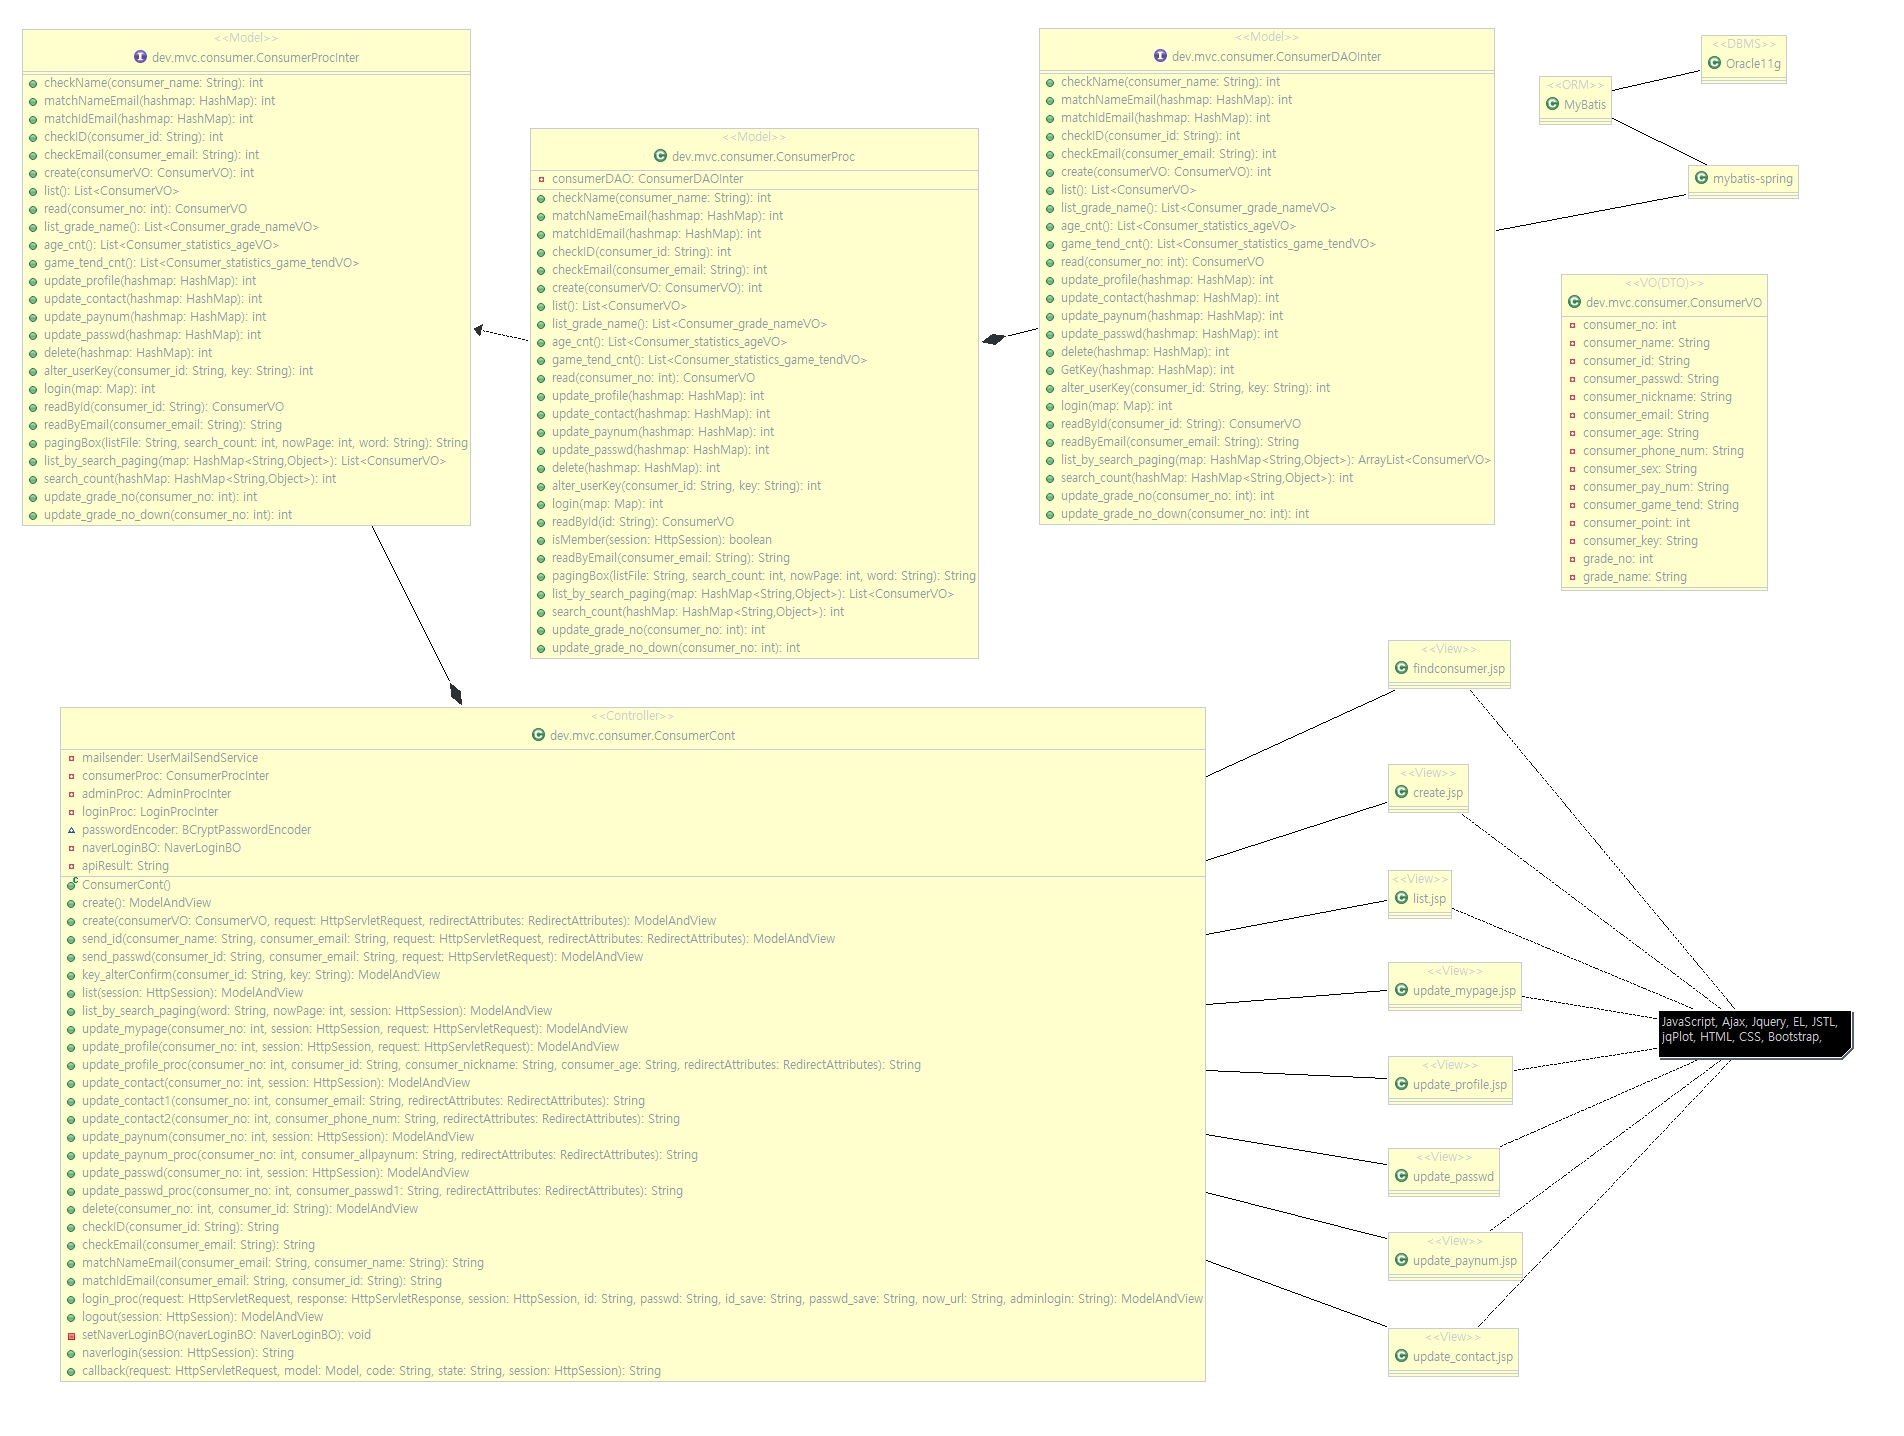 <<Model>>
dev.mvc.consumer.ConsumerProcInter
checkName(consumer_name: String): int
matchNameEmail(hashmap: HashMap): int
matchIdEmail(hashmap: HashMap): int
checkID(consumer_id: String): int
checkEmail(consumer_email: String): int
create(consumerVO: ConsumerVO): int
list(): List<ConsumerVO>
read(consumer_no: int): ConsumerVO
list_grade_name(): List<Consumer_grade_nameVO>
age_cnt(): List<Consumer_statistics_ageVO>
game_tend_cnt(): List<Consumer_statistics_game_tendVO>
update_profile(hashmap: HashMap): int
update_contact(hashmap: HashMap): int
update_paynum(hashmap: HashMap): int
update_passwd(hashmap: HashMap): int
delete(hashmap: HashMap): int
alter_userKey(consumer_id: String, key: String): int
login(map: Map): int
readById(consumer_id: String): ConsumerVO
readByEmail(consumer_email: String): String
pagingBox(listFile: String, search_count: int, nowPage: int, word: String): String
list_by_search_paging(map: HashMap<String,Object>): List<ConsumerVO>
search_count(hashMap: HashMap<String,Object>): int
update_grade_no(consumer_no: int): int
update_grade_no_down(consumer_no: int): int
<<Model>>
dev.mvc.consumer.ConsumerProc
consumerDAO: ConsumerDAOInter
checkName(consumer_name: String): int
matchNameEmail(hashmap: HashMap): int
matchIdEmail(hashmap: HashMap): int
checkID(consumer_id: String): int
checkEmail(consumer_email: String): int
create(consumerVO: ConsumerVO): int
list(): List<ConsumerVO>
list_grade_name(): List<Consumer_grade_nameVO>
age_cnt(): List<Consumer_statistics_ageVO>
game_tend_cnt(): List<Consumer_statistics_game_tendVO>
read(consumer_no: int): ConsumerVO
update_profile(hashmap: HashMap): int
update_contact(hashmap: HashMap): int
update_paynum(hashmap: HashMap): int
update_passwd(hashmap: HashMap): int
delete(hashmap: HashMap): int
alter_userKey(consumer_id: String, key: String): int
login(map: Map): int
readById(id: String): ConsumerVO
isMember(session: HttpSession): boolean
readByEmail(consumer_email: String): String
pagingBox(listFile: String, search_count: int, nowPage: int, word: String): String
list_by_search_paging(map: HashMap<String,Object>): List<ConsumerVO>
search_count(hashMap: HashMap<String,Object>): int
update_grade_no(consumer_no: int): int
update_grade_no_down(consumer_no: int): int
<<Model>>
dev.mvc.consumer.ConsumerDAOInter
checkName(consumer_name: String): int
matchNameEmail(hashmap: HashMap): int
matchIdEmail(hashmap: HashMap): int
checkID(consumer_id: String): int
checkEmail(consumer_email: String): int
create(consumerVO: ConsumerVO): int
list(): List<ConsumerVO>
list_grade_name(): List<Consumer_grade_nameVO>
age_cnt(): List<Consumer_statistics_ageVO>
game_tend_cnt(): List<Consumer_statistics_game_tendVO>
read(consumer_no: int): ConsumerVO
update_profile(hashmap: HashMap): int
update_contact(hashmap: HashMap): int
update_paynum(hashmap: HashMap): int
update_passwd(hashmap: HashMap): int
delete(hashmap: HashMap): int
GetKey(hashmap: HashMap): int
alter_userKey(consumer_id: String, key: String): int
login(map: Map): int
readById(consumer_id: String): ConsumerVO
readByEmail(consumer_email: String): String
list_by_search_paging(map: HashMap<String,Object>): ArrayList<ConsumerVO>
search_count(hashMap: HashMap<String,Object>): int
update_grade_no(consumer_no: int): int
update_grade_no_down(consumer_no: int): int
<<DBMS>>
Oracle11g
<<ORM>>
MyBatis
mybatis-spring
<<VO(DTO)>>
dev.mvc.consumer.ConsumerVO
consumer_no: int
consumer_name: String
consumer_id: String
consumer_passwd: String
consumer_nickname: String
consumer_email: String
consumer_age: String
consumer_phone_num: String
consumer_sex: String
consumer_pay_num: String
consumer_game_tend: String
consumer_point: int
consumer_key: String
grade_no: int
grade_name: String
<<Controller>>
dev.mvc.consumer.ConsumerCont
mailsender: UserMailSendService
consumerProc: ConsumerProcInter
adminProc: AdminProcInter
loginProc: LoginProcInter
passwordEncoder: BCryptPasswordEncoder
naverLoginBO: NaverLoginBO
apiResult: String
ConsumerCont()
create(): ModelAndView
create(consumerVO: ConsumerVO, request: HttpServletRequest, redirectAttributes: RedirectAttributes): ModelAndView
send_id(consumer_name: String, consumer_email: String, request: HttpServletRequest, redirectAttributes: RedirectAttributes): ModelAndView
send_passwd(consumer_id: String, consumer_email: String, request: HttpServletRequest): ModelAndView
key_alterConfirm(consumer_id: String, key: String): ModelAndView
list(session: HttpSession): ModelAndView
list_by_search_paging(word: String, nowPage: int, session: HttpSession): ModelAndView
update_mypage(consumer_no: int, session: HttpSession, request: HttpServletRequest): ModelAndView
update_profile(consumer_no: int, session: HttpSession, request: HttpServletRequest): ModelAndView
update_profile_proc(consumer_no: int, consumer_id: String, consumer_nickname: String, consumer_age: String, redirectAttributes: RedirectAttributes): String
update_contact(consumer_no: int, session: HttpSession): ModelAndView
update_contact1(consumer_no: int, consumer_email: String, redirectAttributes: RedirectAttributes): String
update_contact2(consumer_no: int, consumer_phone_num: String, redirectAttributes: RedirectAttributes): String
update_paynum(consumer_no: int, session: HttpSession): ModelAndView
update_paynum_proc(consumer_no: int, consumer_allpaynum: String, redirectAttributes: RedirectAttributes): String
update_passwd(consumer_no: int, session: HttpSession): ModelAndView
update_passwd_proc(consumer_no: int, consumer_passwd1: String, redirectAttributes: RedirectAttributes): String
delete(consumer_no: int, consumer_id: String): ModelAndView
checkID(consumer_id: String): String
checkEmail(consumer_email: String): String
matchNameEmail(consumer_email: String, consumer_name: String): String
matchIdEmail(consumer_email: String, consumer_id: String): String
login_proc(request: HttpServletRequest, response: HttpServletResponse, session: HttpSession, id: String, passwd: String, id_save: String, passwd_save: String, now_url: String, adminlogin: String): ModelAndView
logout(session: HttpSession): ModelAndView
setNaverLoginBO(naverLoginBO: NaverLoginBO): void
naverlogin(session: HttpSession): String
callback(request: HttpServletRequest, model: Model, code: String, state: String, session: HttpSession): String
<<View>>
findconsumer.jsp
<<View>>
create.jsp
<<View>>
list.jsp
<<View>>
update_mypage.jsp
<<View>>
update_profile.jsp
<<View>>
update_passwd
<<View>>
update_paynum.jsp
<<View>>
update_contact.jsp
JavaScript, Ajax, Jquery, EL, JSTL,
jqPlot, HTML, CSS, Bootstrap,